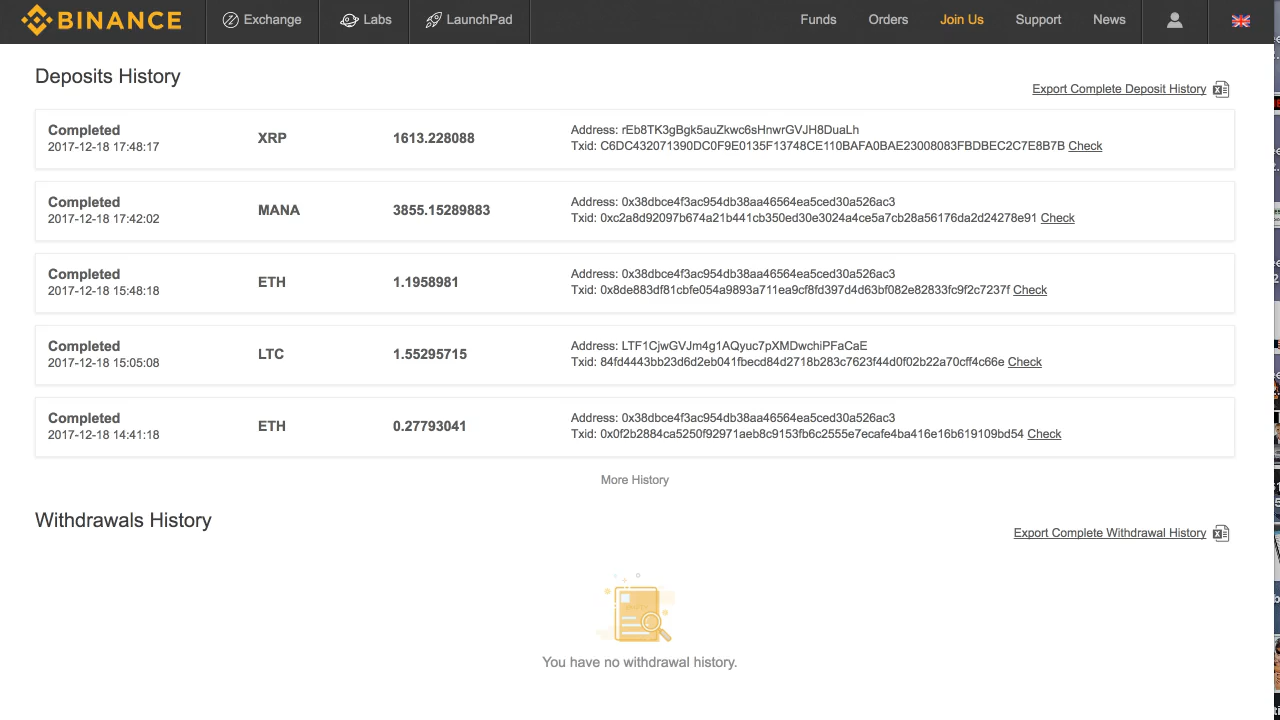 BINANCE Exchange Labs LaunchPad Funds Orders Join Us Support News
Deposits History
Export Complete Deposit History
Completed XRP 1613.228088 Address: rEb8TK3gBgk5auZkwc6sHnwrGVJH8DuaLh
2017-12-18 17:48:17 Txid: C6DC432071390DC0F9E0135F13748CE110BAFA0BAE23008083FBDBEC2C7E8B7B Check
Completed MANA 3855.15289883 Address: 0x38dbce4f3ac954db38aa46564ea5ced30a526ac3
2017-12-18 17:42:02 Txid: 0xc2a8d92097b674a21b441cb350ed30e3024a4ce5a7cb28a56176da2d24278e91 Check
Completed ETH 1.1958981 Address: 0x38dbce4f3ac954db38aa46564ea5ced30a526ac3
2017-12-18 15:48:18 Txid: 0x8de883df81cbfe054a9893a711ea9cf8fd397d4d63bf082e82833fc9f2c7237f Check
Completed LTC 1.55295715 Address: LTF1CjwGVJm4g1AQyuc7pXMDwchiPFaCaE
2017-12-18 15:05:08 Txid: 84fd4443bb23d6d2eb041fbecd84d2718b283c7623f44d0f02b22a70cff4c66e Check
Completed ETH 0.27793041 Address: 0x38dbce4f3ac954db38aa46564ea5ced30a526ac3
2017-12-18 14:41:18 Txid: 0x0f2b2884ca5250f92971aeb8c9153fb6c2555e7ecafe4ba416e16b619109bd54 Check
More History
Withdrawals History
Export Complete Withdrawal History
You have no withdrawal history.